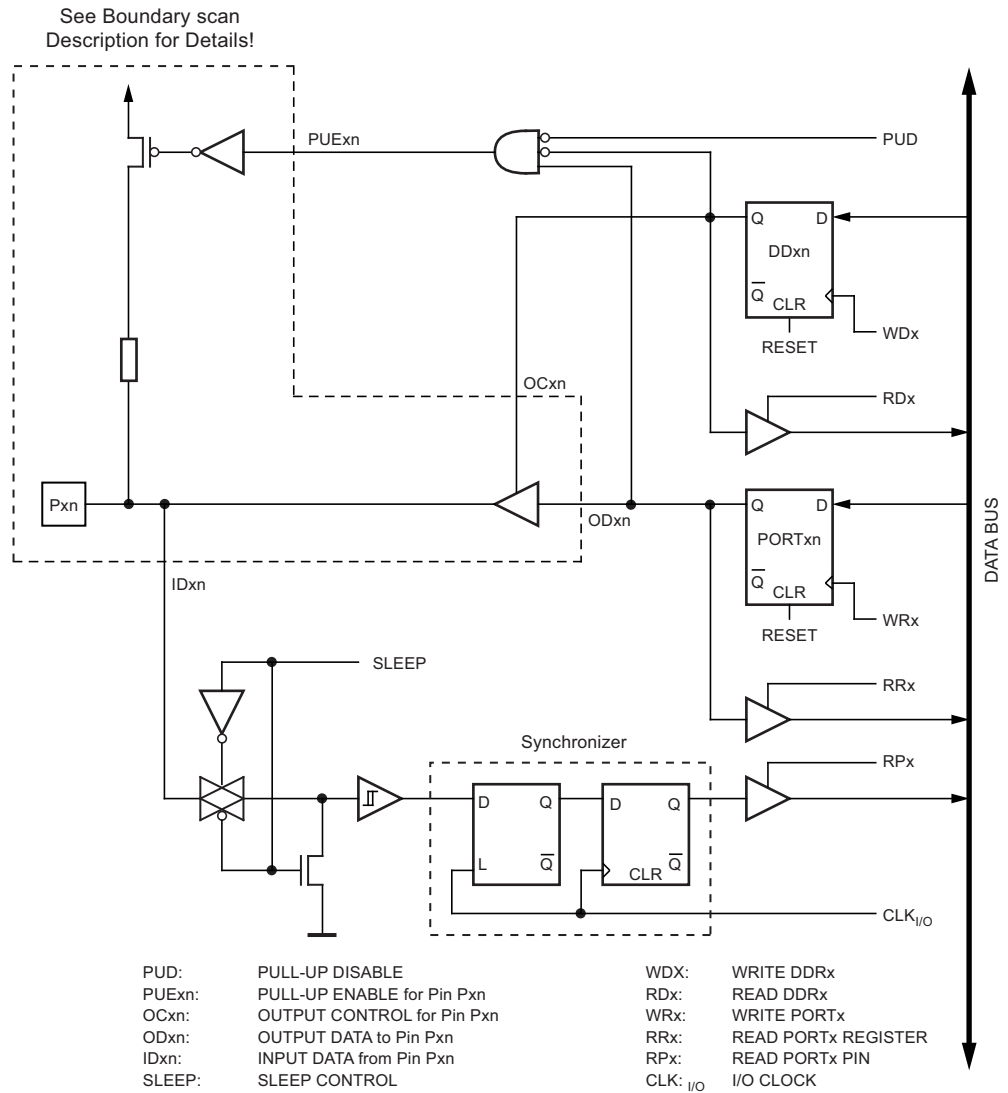 See Boundary scan
Description for Details!
PUExn
PUD
Q D
DDxn
Q
CLR
WDx
RESET
OCxn
RDx
Pxn
ODxn
Q D
PORTxn
Q
CLR
WRx
RESET
DATA BUS
IDxn
SLEEP
RRx
Synchronizer
RPx
D Q
D Q
L Q
CLR Q
CLK I/O
PUD: PULL-UP DISABLE
PUExn: PULL-UP ENABLE for Pin Pxn
OCxn: OUTPUT CONTROL for Pin Pxn
ODxn: OUTPUT DATA to Pin Pxn
IDxn: INPUT DATA from Pin Pxn
SLEEP: SLEEP CONTROL
WDX: WRITE DDRx
RDx: READ DDRx
WRx: WRITE PORTx
RRx: READ PORTx REGISTER
RPx: READ PORTx PIN
CLK: I/O I/O CLOCK